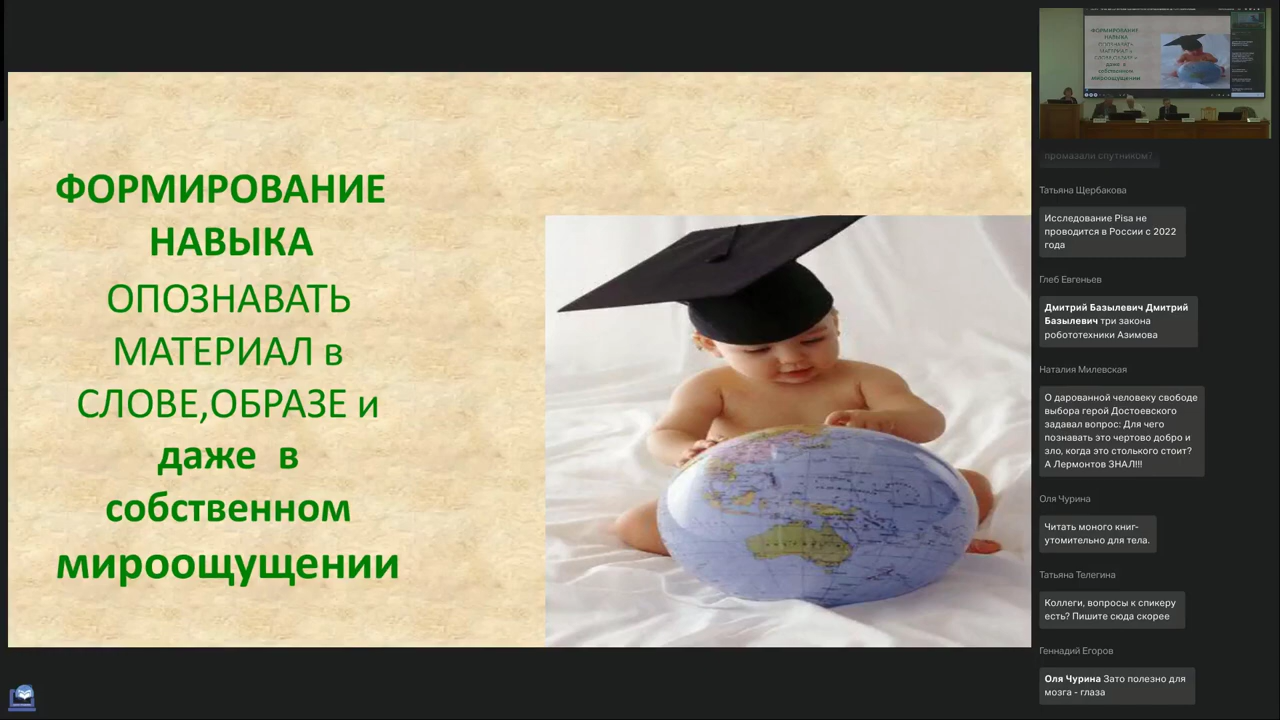 ФОРМИРОВАНИЕ
НАВЫКА
ОПОЗНАВАТЬ
МАТЕРИАЛ в
СЛОВЕ,ОБРАЗЕ и
даже в
собственном
мироощущении
промазали спутником?
Татьяна Щербакова
Исследование Pisa не
проводится в России с 2022
года
Глеб Евгеньев
Дмитрий Базылевич Дмитрий
Базылевич три закона
робототехники Азимова
Наталия Милевская
О дарованной человеку свободе
выбора герой Достоевского
задавал вопрос: Для чего
познавать это чертово добро и
зло, когда это столького стоит?
А Лермонтов ЗНАЛ!!!
Оля Чурина
Читать моного книг-
утомительно для тела.
Татьяна Телегина
Коллеги, вопросы к спикеру
есть? Пишите сюда скорее
Геннадий Егоров
Оля Чурина Зато полезно для
мозга - глаза